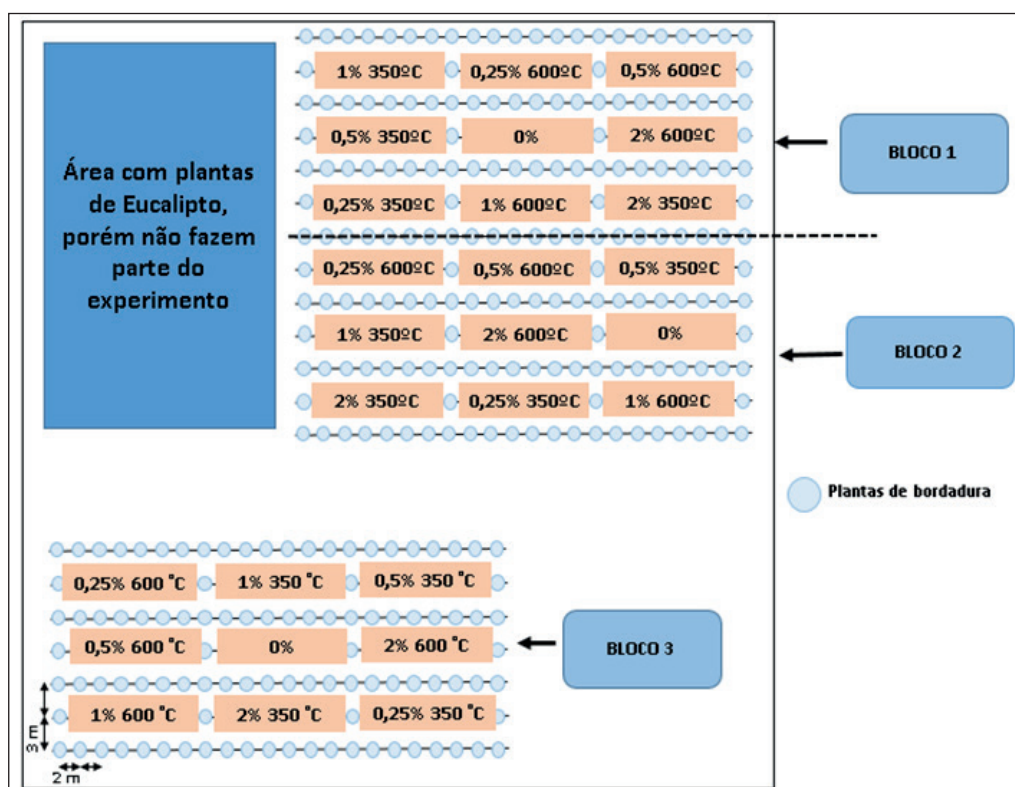 Área com plantas
de Eucalipto,
porém não fazem
parte do
experimento
1% 350ºC
0,25% 600ºC
0,5% 600ºC
0,5% 350ºC
0%
2% 600ºC
0,25% 350ºC
1% 600ºC
2% 350ºC
BLOCO 1
0,25% 600ºC
0,5% 600ºC
0,5% 350ºC
1% 350ºC
2% 600ºC
0%
2% 350ºC
0,25% 350ºC
1% 600ºC
BLOCO 2
Plantas de bordadura
0,25% 600 °C
1% 350 °C
0,5% 350 °C
0,5% 600 °C
0%
2% 600 °C
1% 600 °C
2% 350 °C
0,25% 350 °C
BLOCO 3
3 m
2 m